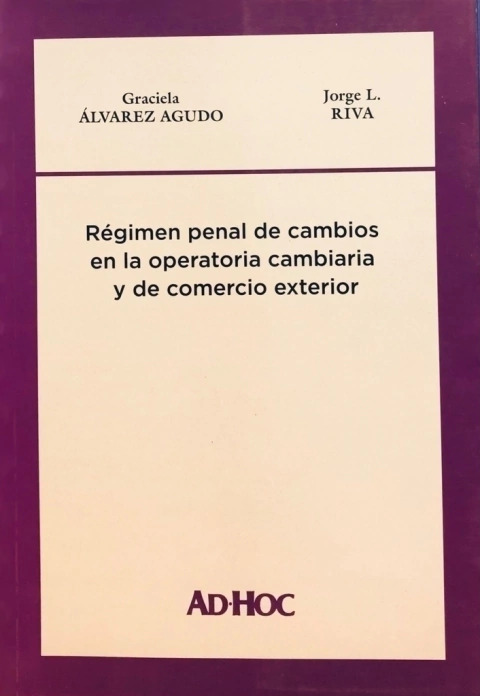 Graciela
ÁLVAREZ AGUDO
Jorge L.
RIVA
Régimen penal de cambios
en la operatoria cambiaria
y de comercio exterior
AD·HOC